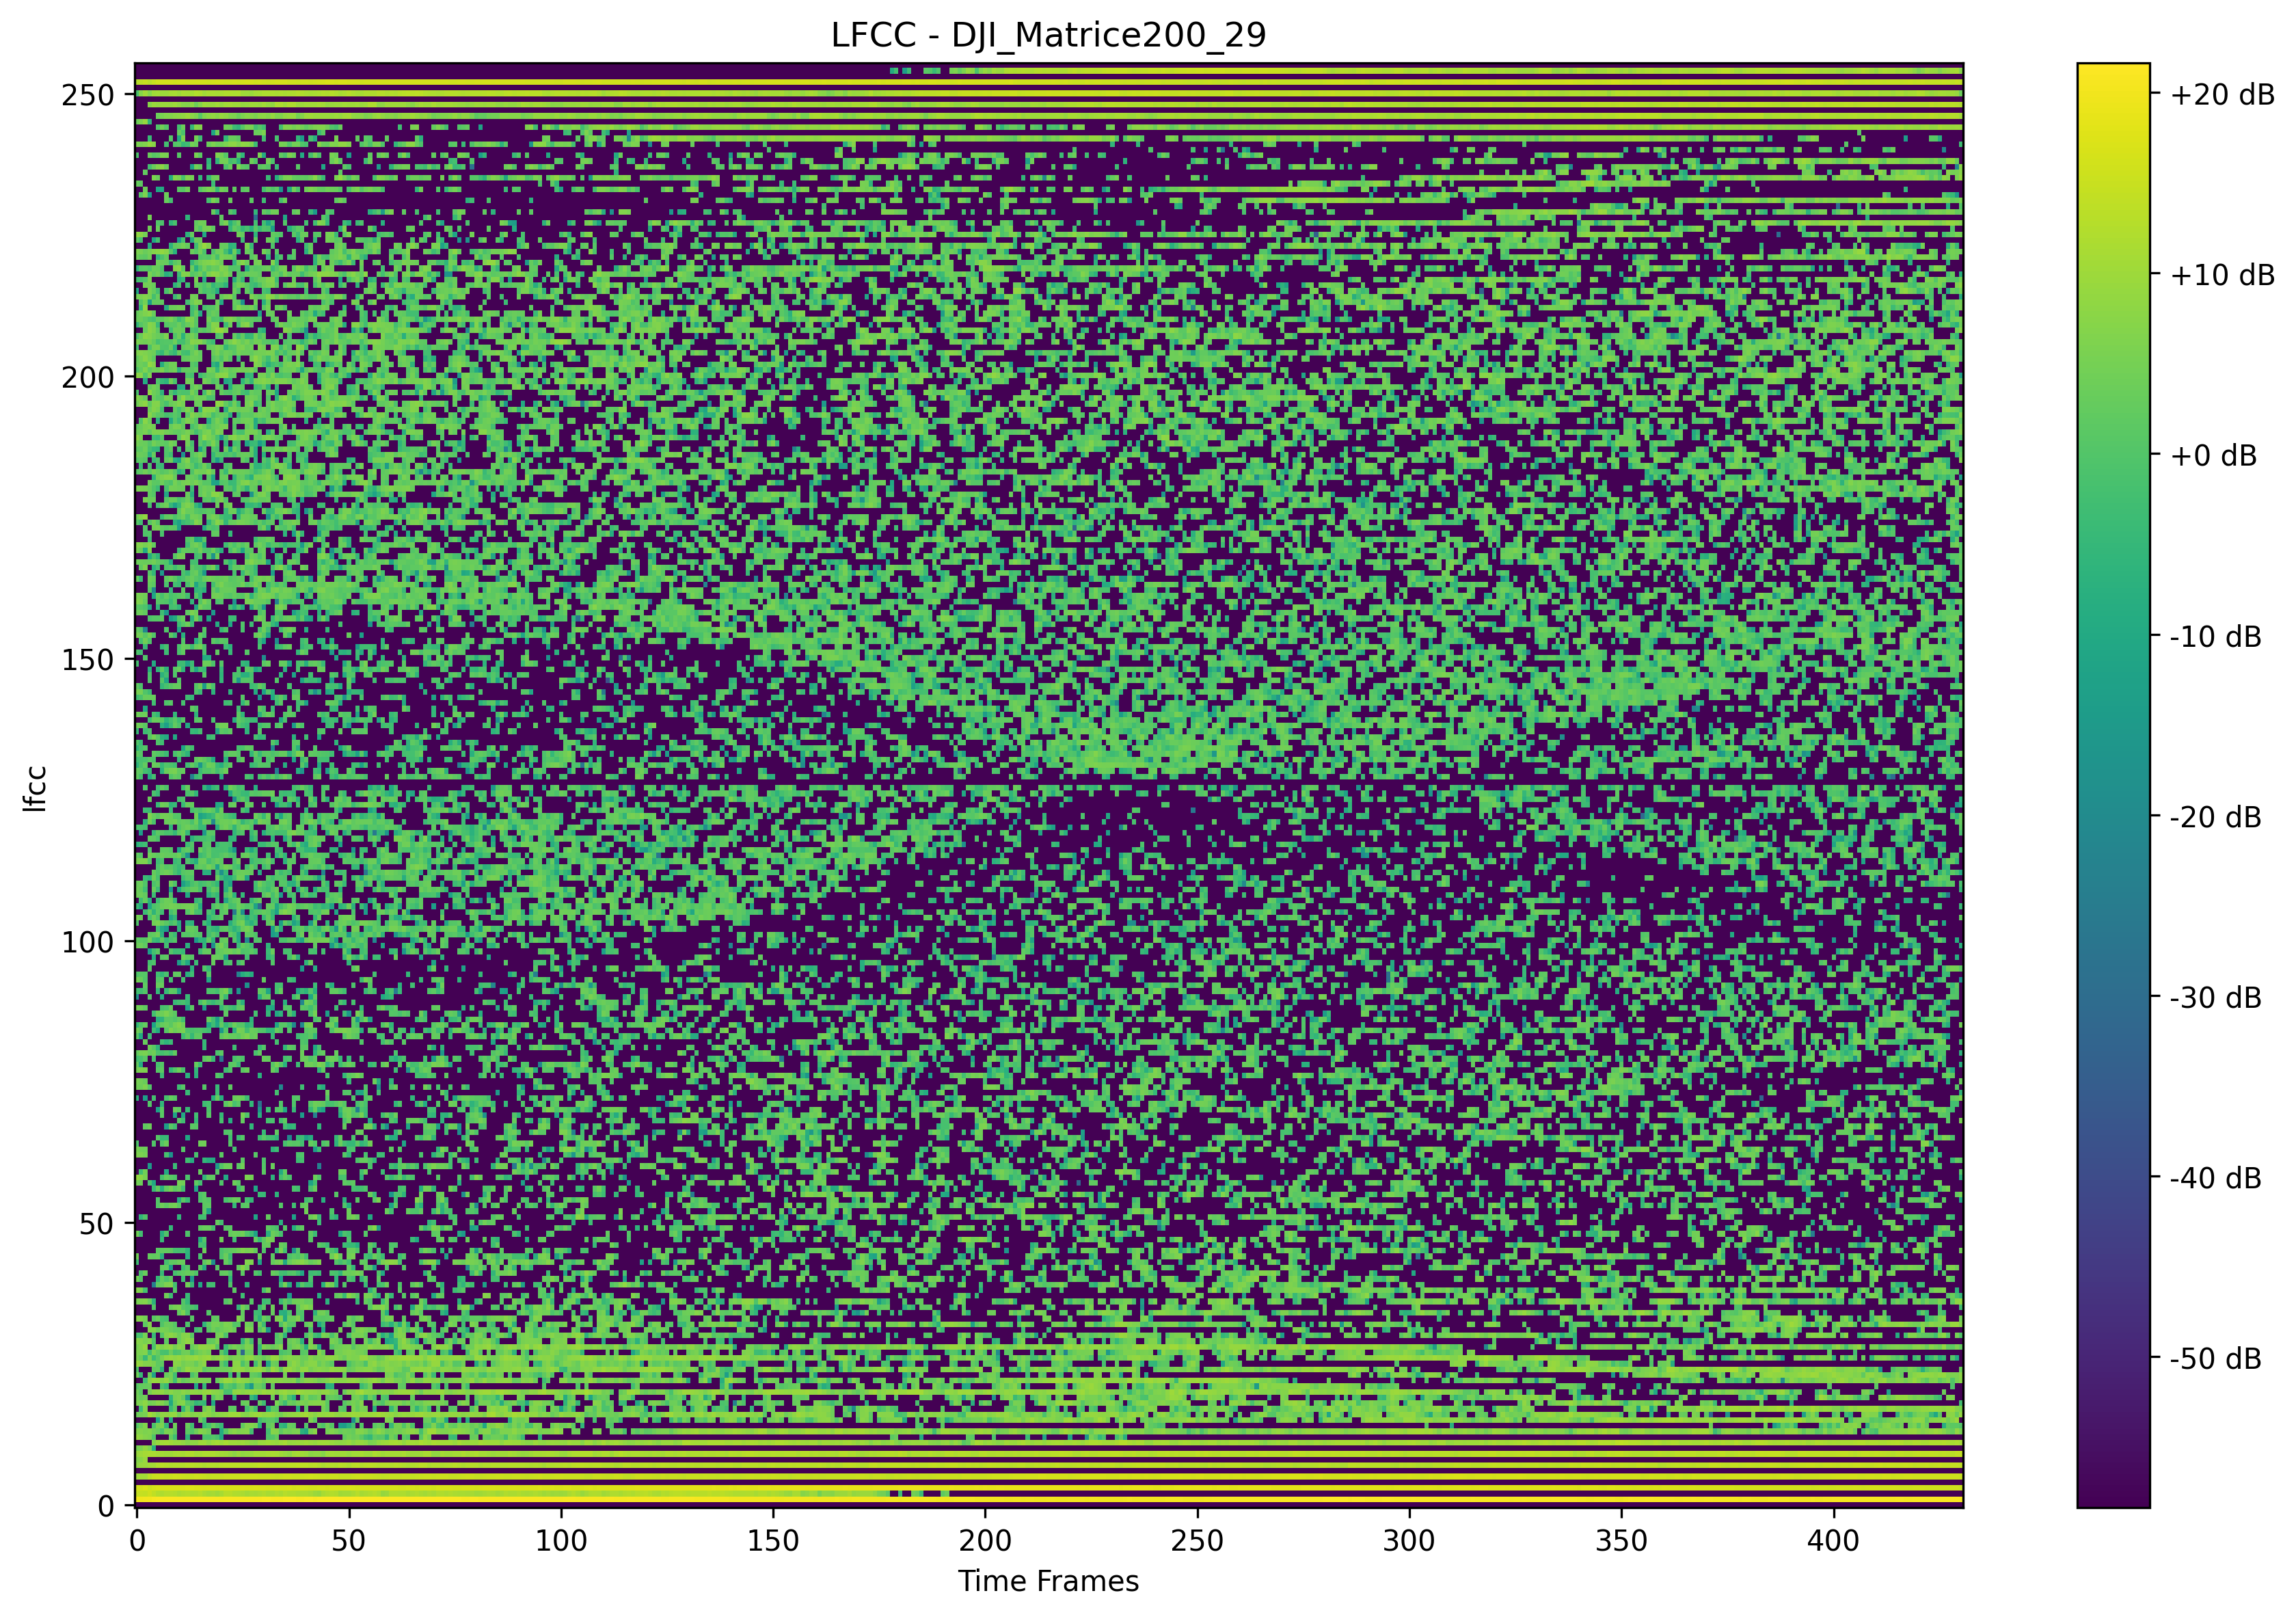 LFCC - DJI_Matrice200_29
250
200
150
100
50
0
lfcc
0 50 100 150 200 250 300 350 400
Time Frames
+20 dB
+10 dB
+0 dB
-10 dB
-20 dB
-30 dB
-40 dB
-50 dB